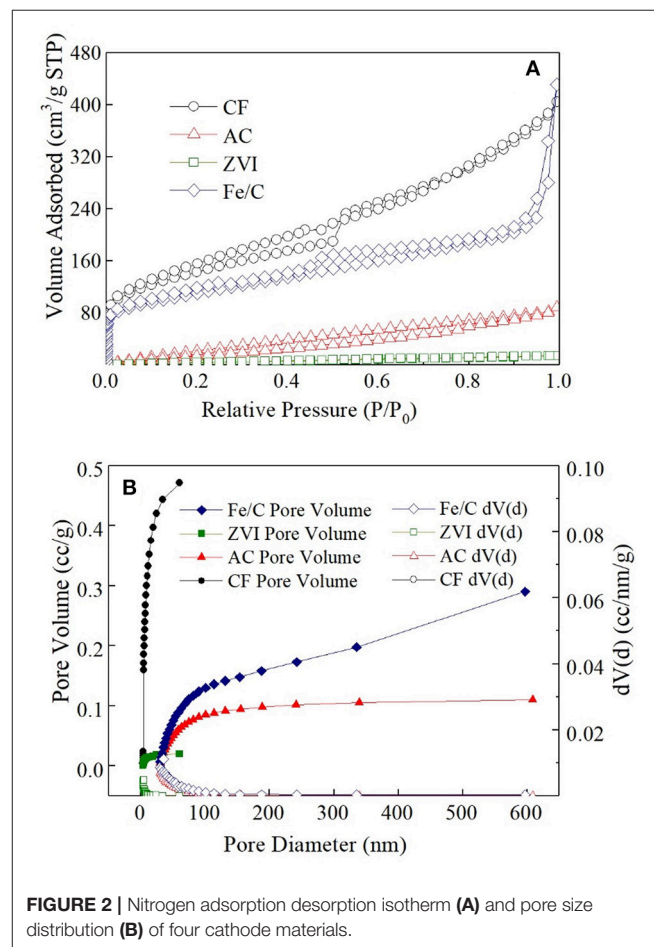 A
480
400
320
240
160
80
Volume Adsorbed (cm³/g STP)
CF
AC
ZVI
Fe/C
0.0 0.2 0.4 0.6 0.8 1.0
Relative Pressure (P/P₀)
B
0.5
0.4
0.3
0.2
0.1
0.0
Pore Volume (cc/g)
Fe/C Pore Volume Fe/C dV(d)
ZVI Pore Volume ZVI dV(d)
AC Pore Volume AC dV(d)
CF Pore Volume CF dV(d)
0.10
0.08
0.06
0.04
0.02
dV(d) (cc/nm/g)
0 100 200 300 400 500 600
Pore Diameter (nm)
FIGURE 2 | Nitrogen adsorption desorption isotherm (A) and pore size
distribution (B) of four cathode materials.